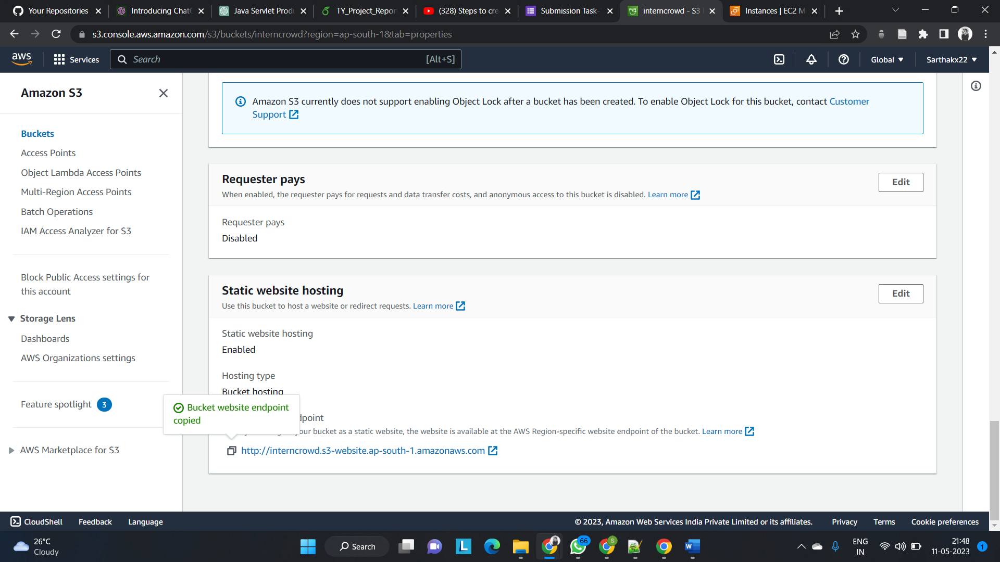 Your Repositories
Introducing ChatG
Java Servlet Produ
TY_Project_Repor
(328) Steps to cre
Submission Task-
interncrowd - S3
Instances | EC2 M
s3.console.aws.amazon.com/s3/buckets/interncrowd?region=ap-south-1&tab=properties
aws
Services
Search
[Alt+S]
Global
Sarthakx22
Amazon S3
Buckets
Access Points
Object Lambda Access Points
Multi-Region Access Points
Batch Operations
IAM Access Analyzer for S3
Block Public Access settings for
this account
Storage Lens
Dashboards
AWS Organizations settings
Feature spotlight 3
AWS Marketplace for S3
Amazon S3 currently does not support enabling Object Lock after a bucket has been created. To enable Object Lock for this bucket, contact Customer
Support
Requester pays
Edit
When enabled, the requester pays for requests and data transfer costs, and anonymous access to this bucket is disabled. Learn more
Requester pays
Disabled
Static website hosting
Edit
Use this bucket to host a website or redirect requests. Learn more
Static website hosting
Enabled
Hosting type
Bucket hosting
Bucket website endpoint
copied
dpoint
our bucket as a static website, the website is available at the AWS Region-specific website endpoint of the bucket. Learn more
http://interncrowd.s3-website.ap-south-1.amazonaws.com
CloudShell
Feedback
Language
© 2023, Amazon Web Services India Private Limited or its affiliates.
Privacy
Terms
Cookie preferences
26°C
Cloudy
Search
L
66
S
W
ENG
IN
21:48
11-05-2023
1